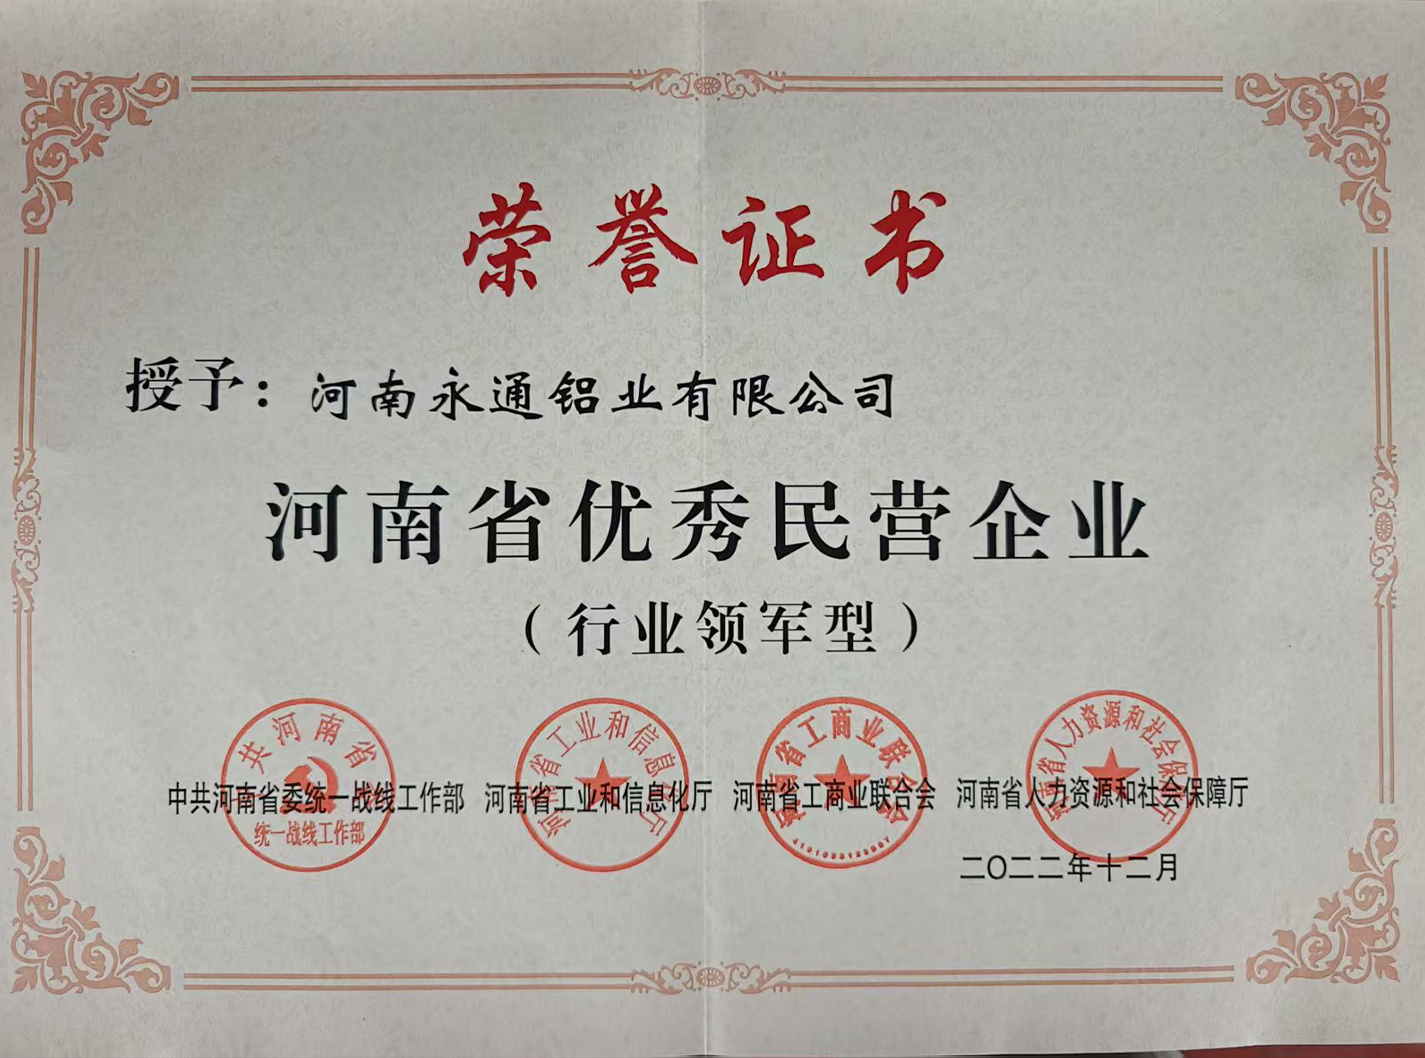 荣誉证书
授予：河南永通铝业有限公司
河南省优秀民营企业
（行业领军型）
中共河南省委统一战线工作部 河南省工业和信息化厅 河南省工商业联合会 河南省人力资源和社会保障厅
统一战线工作部
二〇二二年十二月